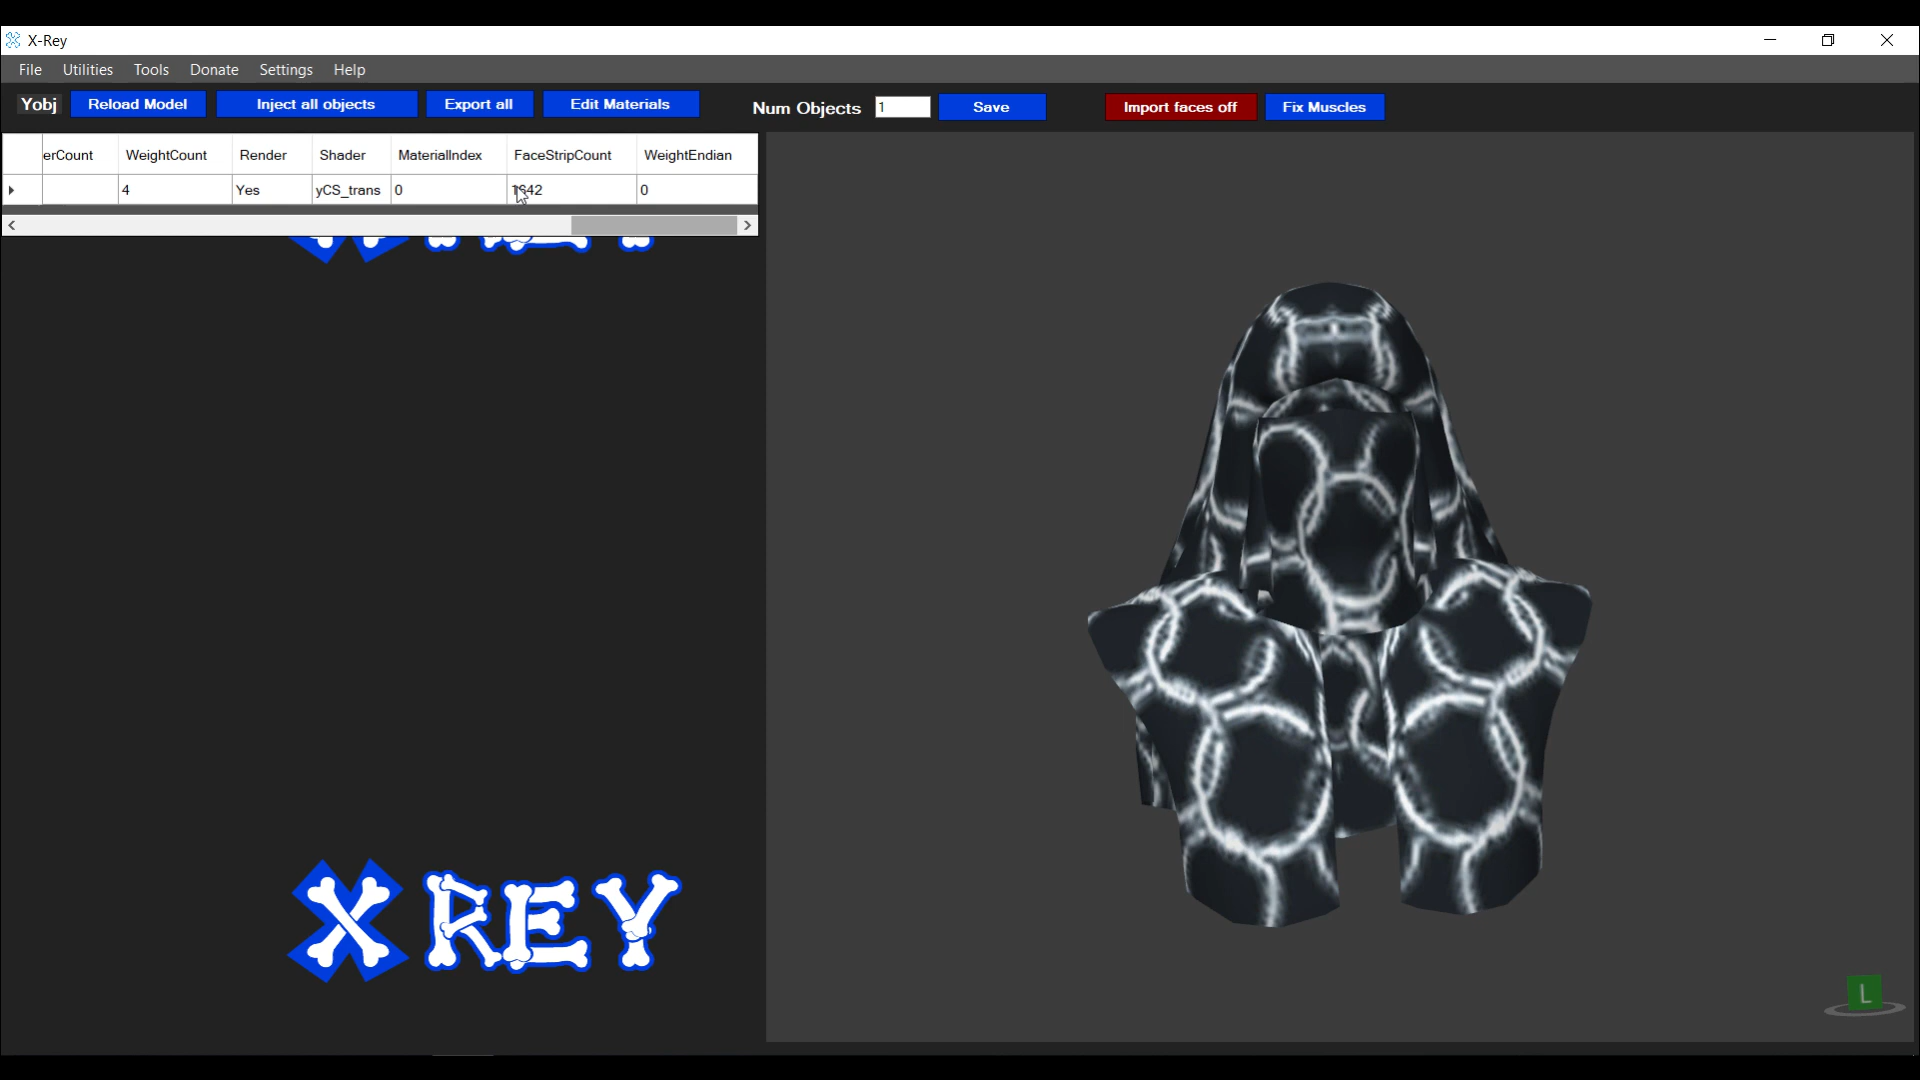 X-Rey
File Utilities Tools Donate Settings Help
Yobj Reload Model Inject all objects Export all Edit Materials Num Objects 1 Save Import faces off Fix Muscles
erCount WeightCount Render Shader MaterialIndex FaceStripCount WeightEndian
4 Yes yCS_trans 0 1642 0
X REY
L